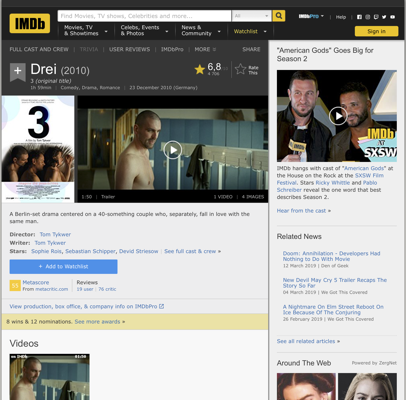 IMDb
Find Movies, TV shows, Celebrities and more...
All
IMDbPro
Help
Movies, TV & Showtimes
Celebs, Events & Photos
News & Community
Watchlist
Sign in
FULL CAST AND CREW
TRIVIA
USER REVIEWS
IMDbPro
MORE
SHARE
Drei (2010)
3 (original title)
1h 59min | Comedy, Drama, Romance | 23 December 2010 (Germany)
6,8
Rate This
3
1:50 | Trailer
1 VIDEO | 4 IMAGES
A Berlin-set drama centered on a 40-something couple who, separately, fall in love with the same man.
Director: Tom Tykwer
Writer: Tom Tykwer
Stars: Sophie Rois, Sebastian Schipper, David Striesow | See full cast & crew »
+ Add to Watchlist
Metascore
From metacritic.com
Reviews
19 user | 76 critic
View production, box office, & company info on IMDbPro
8 wins & 12 nominations. See more awards »
Videos
"American Gods" Goes Big for Season 2
IMDb
at
SXSW
IMDb hangs with cast of "American Gods" at the House on the Rock at the SXSW Film Festival. Stars Ricky Whittle and Pablo Schreiber reveal the one word that best describes Season 2.
Hear from the cast »
Related News
Doom: Annihilation - Developers Had Nothing to Do With Movie
12 March 2019 | Den of Geek
New Devil May Cry 5 Trailer Recaps The Story So Far
04 March 2019 | We Got This Covered
A Nightmare On Elm Street Reboot On Ice Because Of The Conjuring
26 February 2019 | We Got This Covered
See all related articles »
Around The Web
Powered by ZergNet